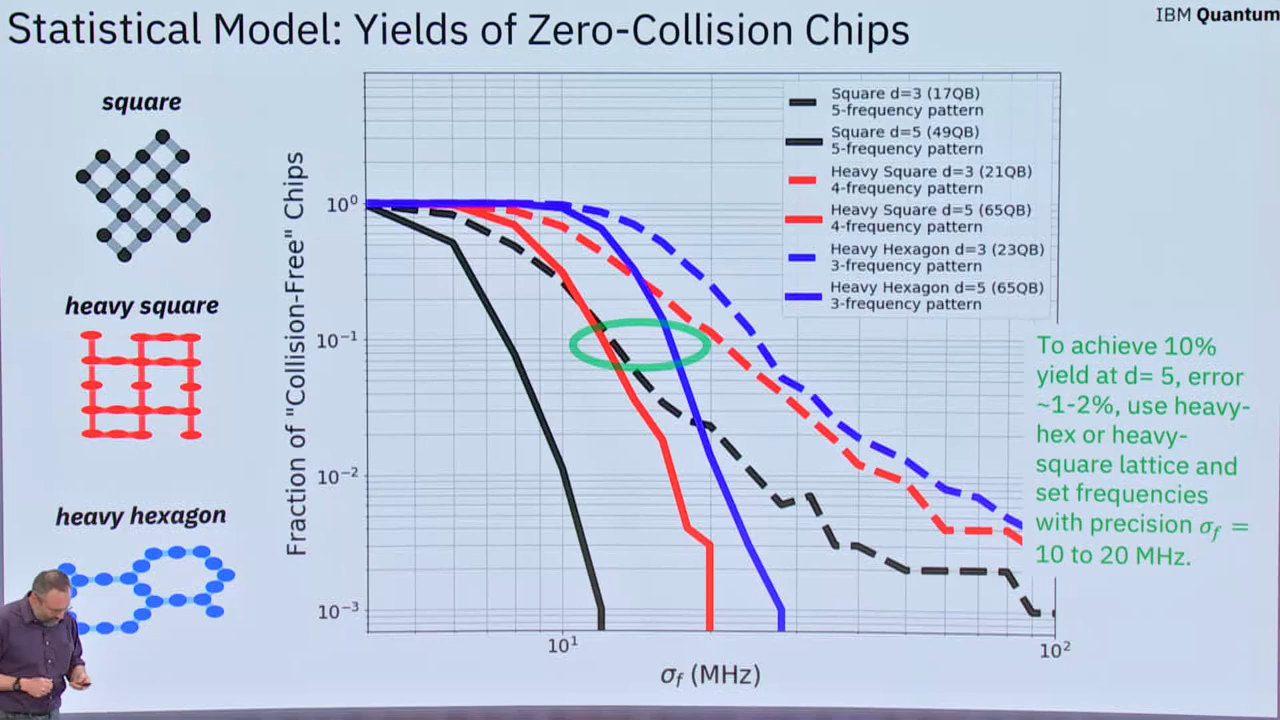 Statistical Model: Yields of Zero-Collision Chips
IBM Quantum
square
heavy square
heavy hexagon
Fraction of "Collision-Free" Chips
10⁰
10⁻¹
10⁻²
10⁻³
10¹
10²
σf (MHz)
Square d=3 (17QB)
5-frequency pattern
Square d=5 (49QB)
5-frequency pattern
Heavy Square d=3 (21QB)
4-frequency pattern
Heavy Square d=5 (65QB)
4-frequency pattern
Heavy Hexagon d=3 (23QB)
3-frequency pattern
Heavy Hexagon d=5 (65QB)
3-frequency pattern
To achieve 10%
yield at d= 5, error
~1-2%, use heavy-
hex or heavy-
square lattice and
set frequencies
with precision σf =
10 to 20 MHz.